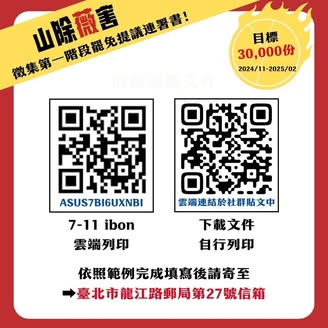 山除薇害
徵集第一階段罷免提議連署書!
目標
30,000份
2024/11-2025/02
ASUS7BI6UXNBI
雲端連結於社群貼文中
7-11 ibon
雲端列印
下載文件
自行列印
依照範例完成填寫後請寄至
➡臺北市龍江路郵局第27號信箱